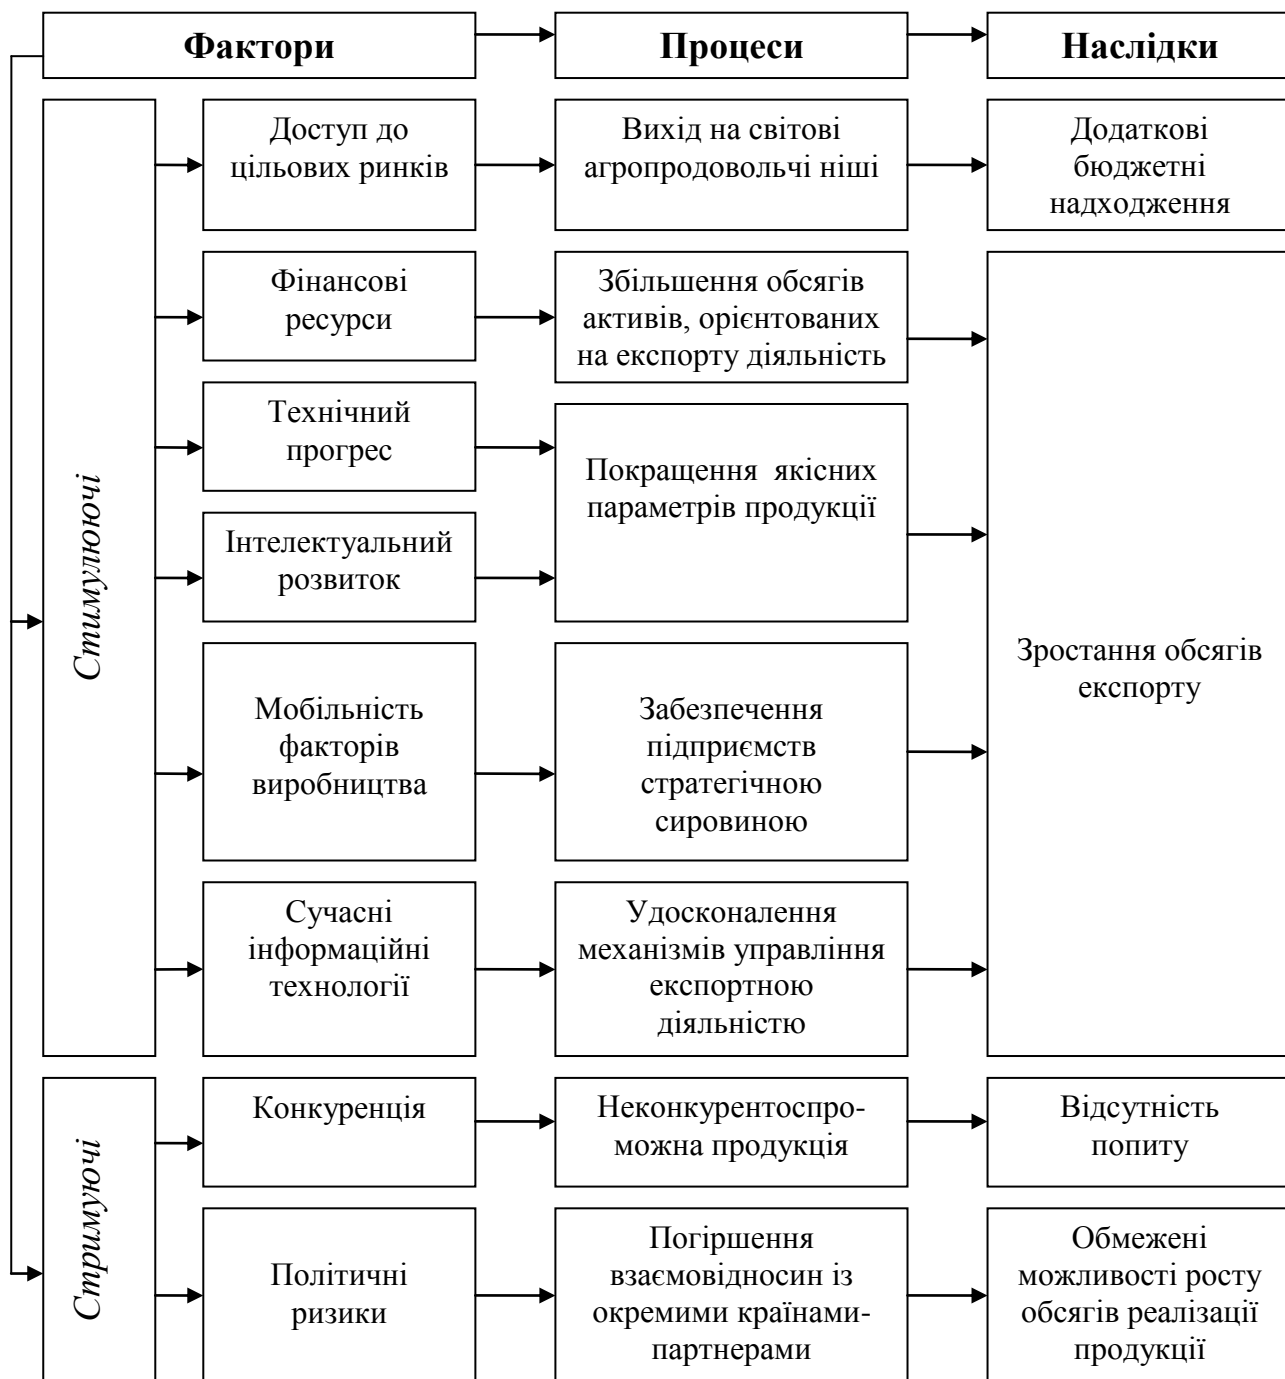 Фактори
Процеси
Наслідки
Стимулюючі
Доступ до
цільових ринків
Вихід на світові
агропродовольчі ніші
Додаткові
бюджетні
надходження
Фінансові
ресурси
Збільшення обсягів
активів, орієнтованих
на експорту діяльність
Технічний
прогрес
Покращення якісних
параметрів продукції
Інтелектуальний
розвиток
Мобільність
факторів
виробництва
Забезпечення
підприємств
стратегічною
сировиною
Сучасні
інформаційні
технології
Удосконалення
механізмів управління
експортною
діяльністю
Зростання обсягів
експорту
Стримуючі
Конкуренція
Неконкурентоспро-
можна продукція
Відсутність
попиту
Політичні
ризики
Погіршення
взаємовідносин із
окремими країнами-
партнерами
Обмежені
можливості росту
обсягів реалізації
продукції